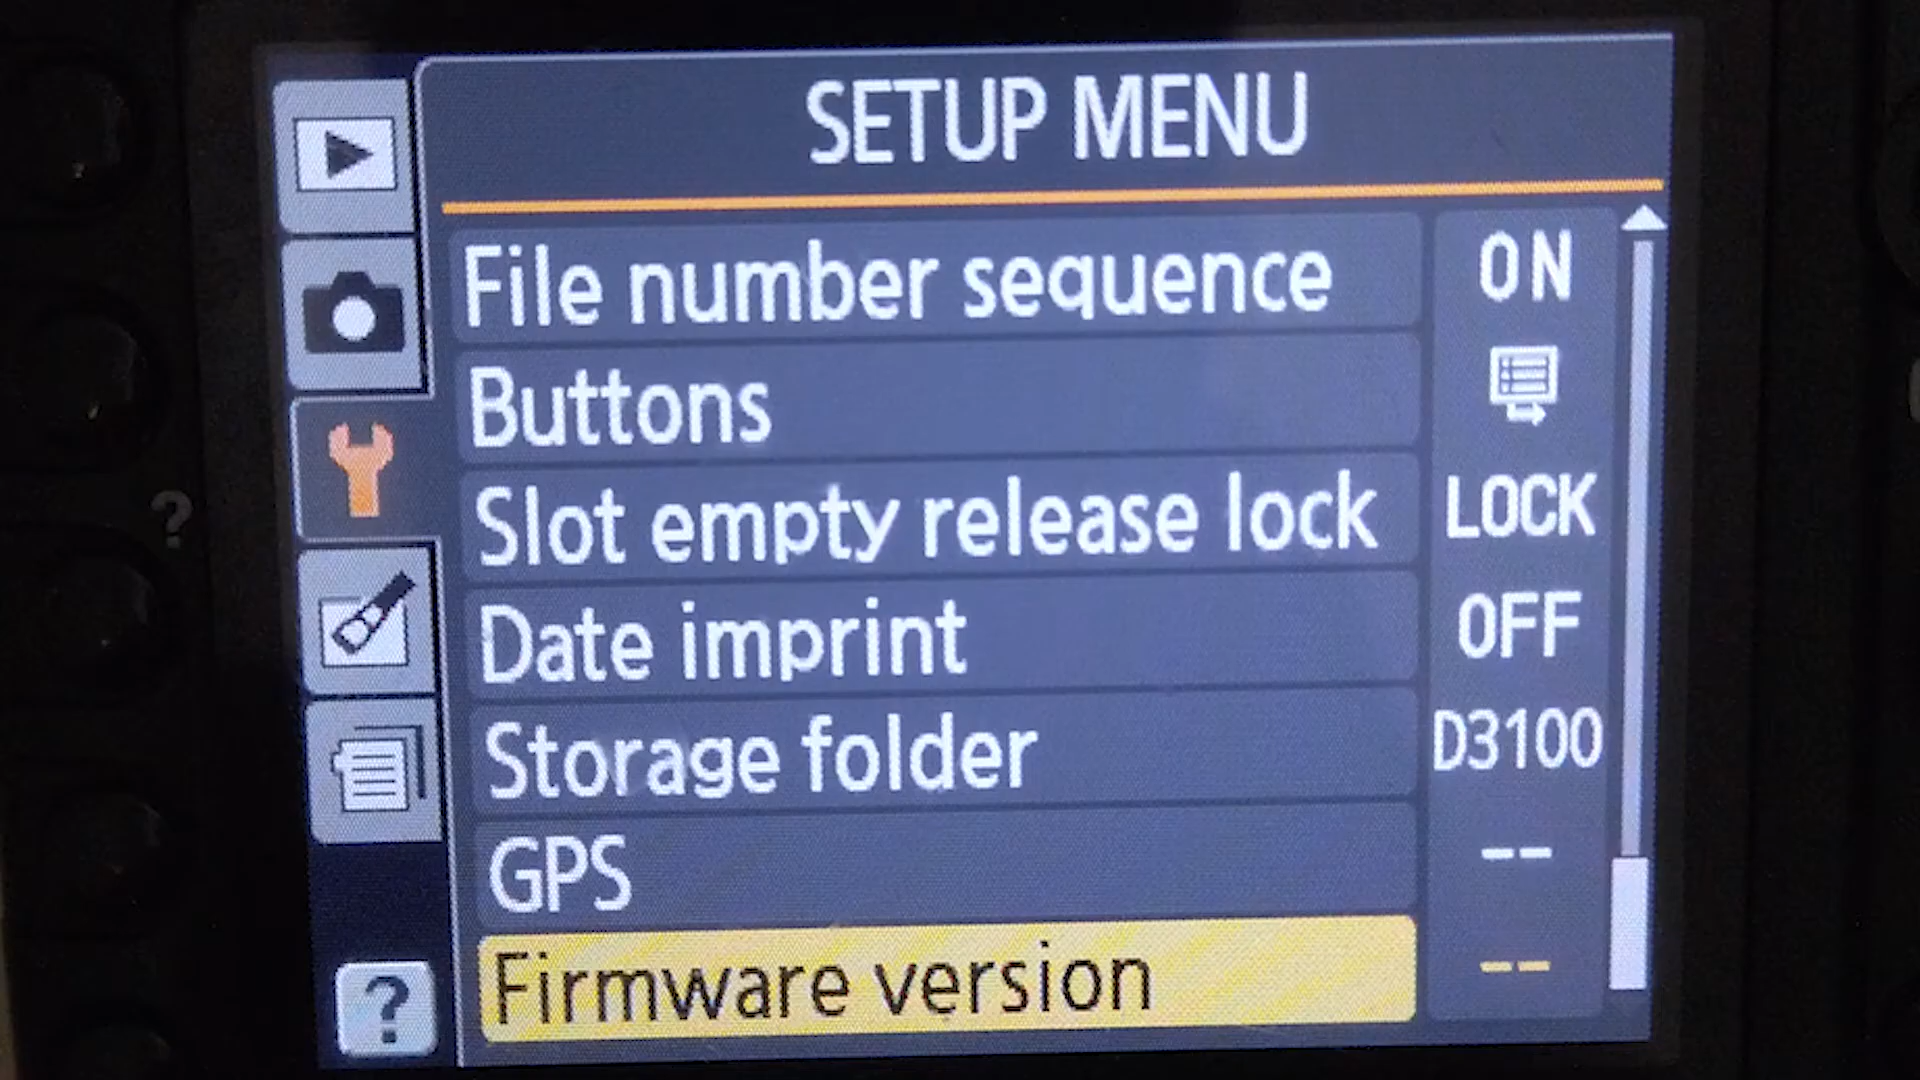 SETUP MENU
File number sequence ON
Buttons
Slot empty release lock LOCK
Date imprint OFF
Storage folder D3100
GPS --
Firmware version --
?
?